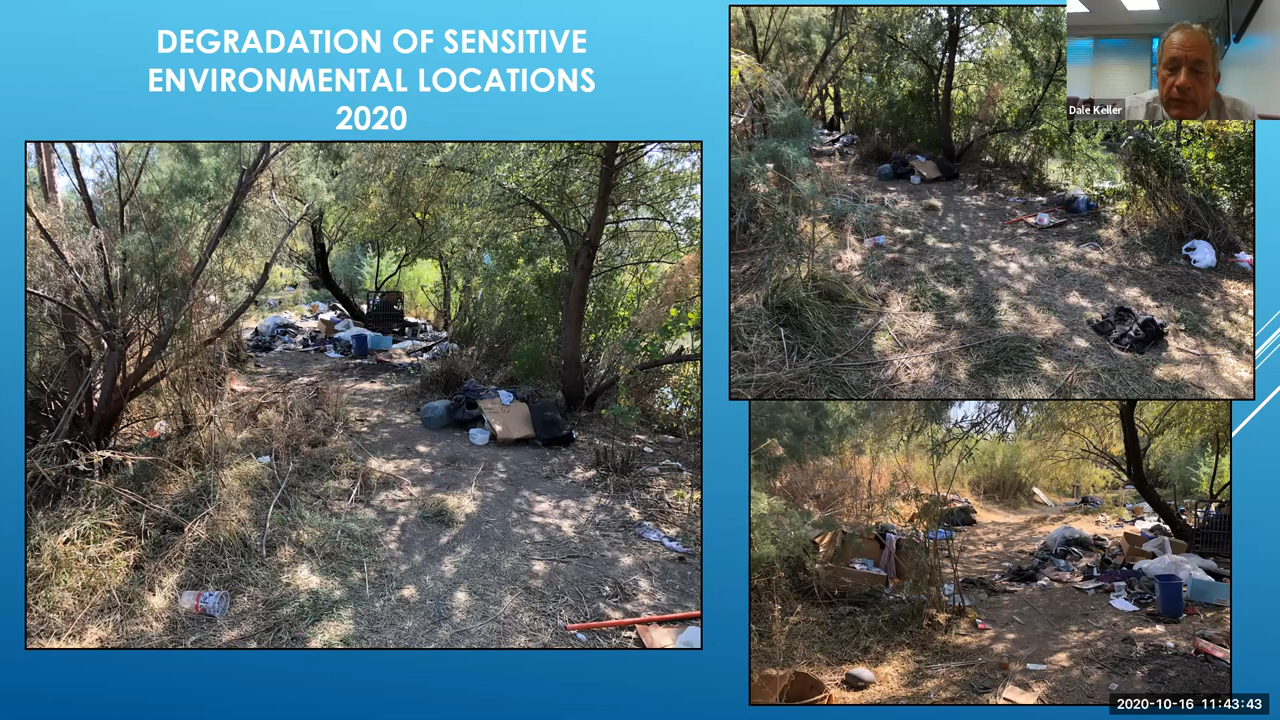 DEGRADATION OF SENSITIVE
ENVIRONMENTAL LOCATIONS
2020
Dale Keller
2020-10-16 11:43:43